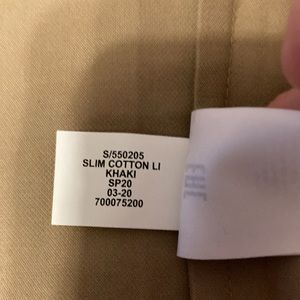 S/550205
SLIM COTTON LI
KHAKI
SP20
03-20
700075200